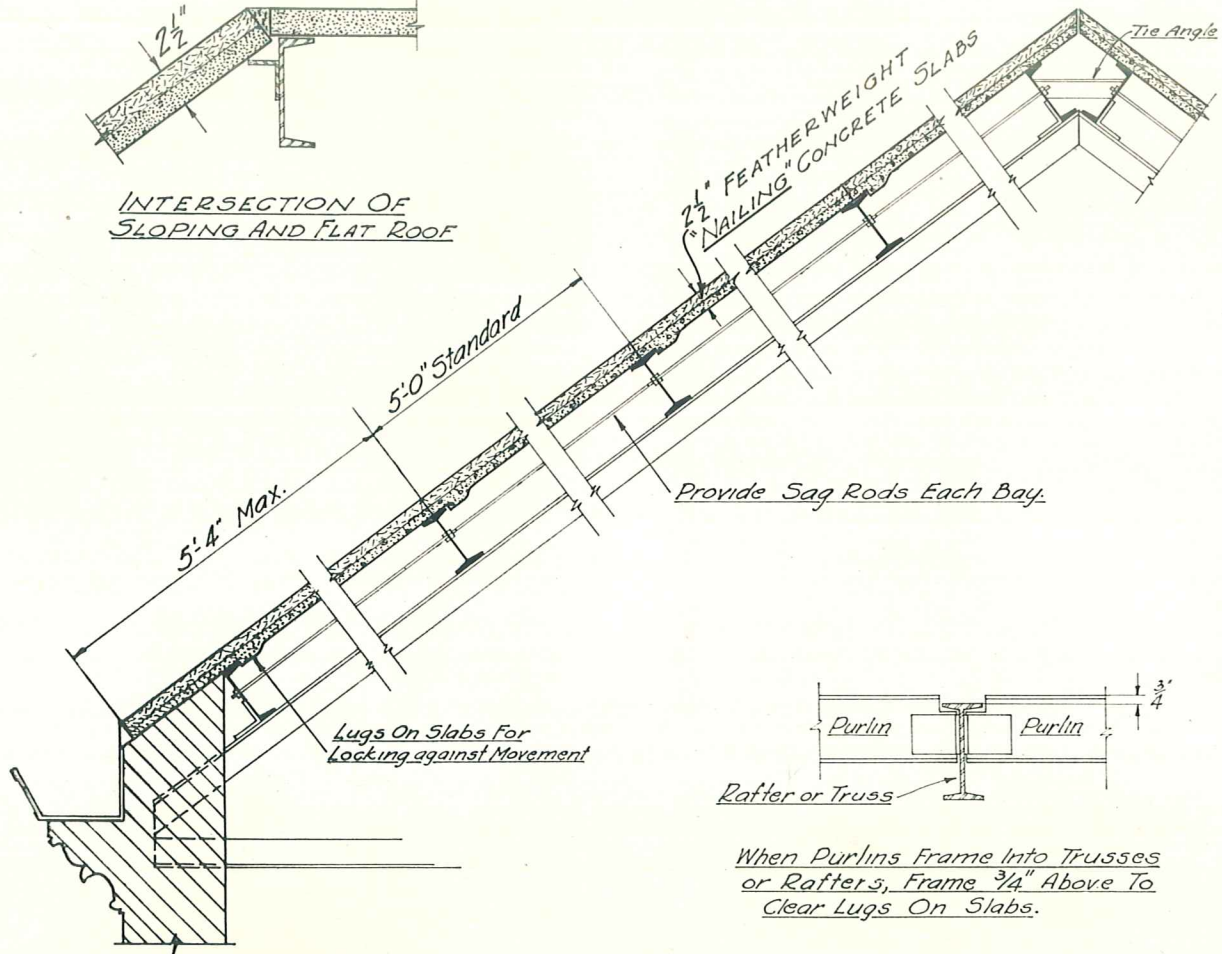 2½"
INTERSECTION OF
SLOPING AND FLAT ROOF
Tie Angle
2½" FEATHERWEIGHT
"NAILING" CONCRETE SLABS
5'-0" Standard
5'-4" Max.
Provide Sag Rods Each Bay.
Lugs On Slabs For
Locking against Movement
Purlin
Purlin
¾"
Rafter or Truss
When Purlins Frame Into Trusses
or Rafters, Frame ¾" Above To
Clear Lugs On Slabs.